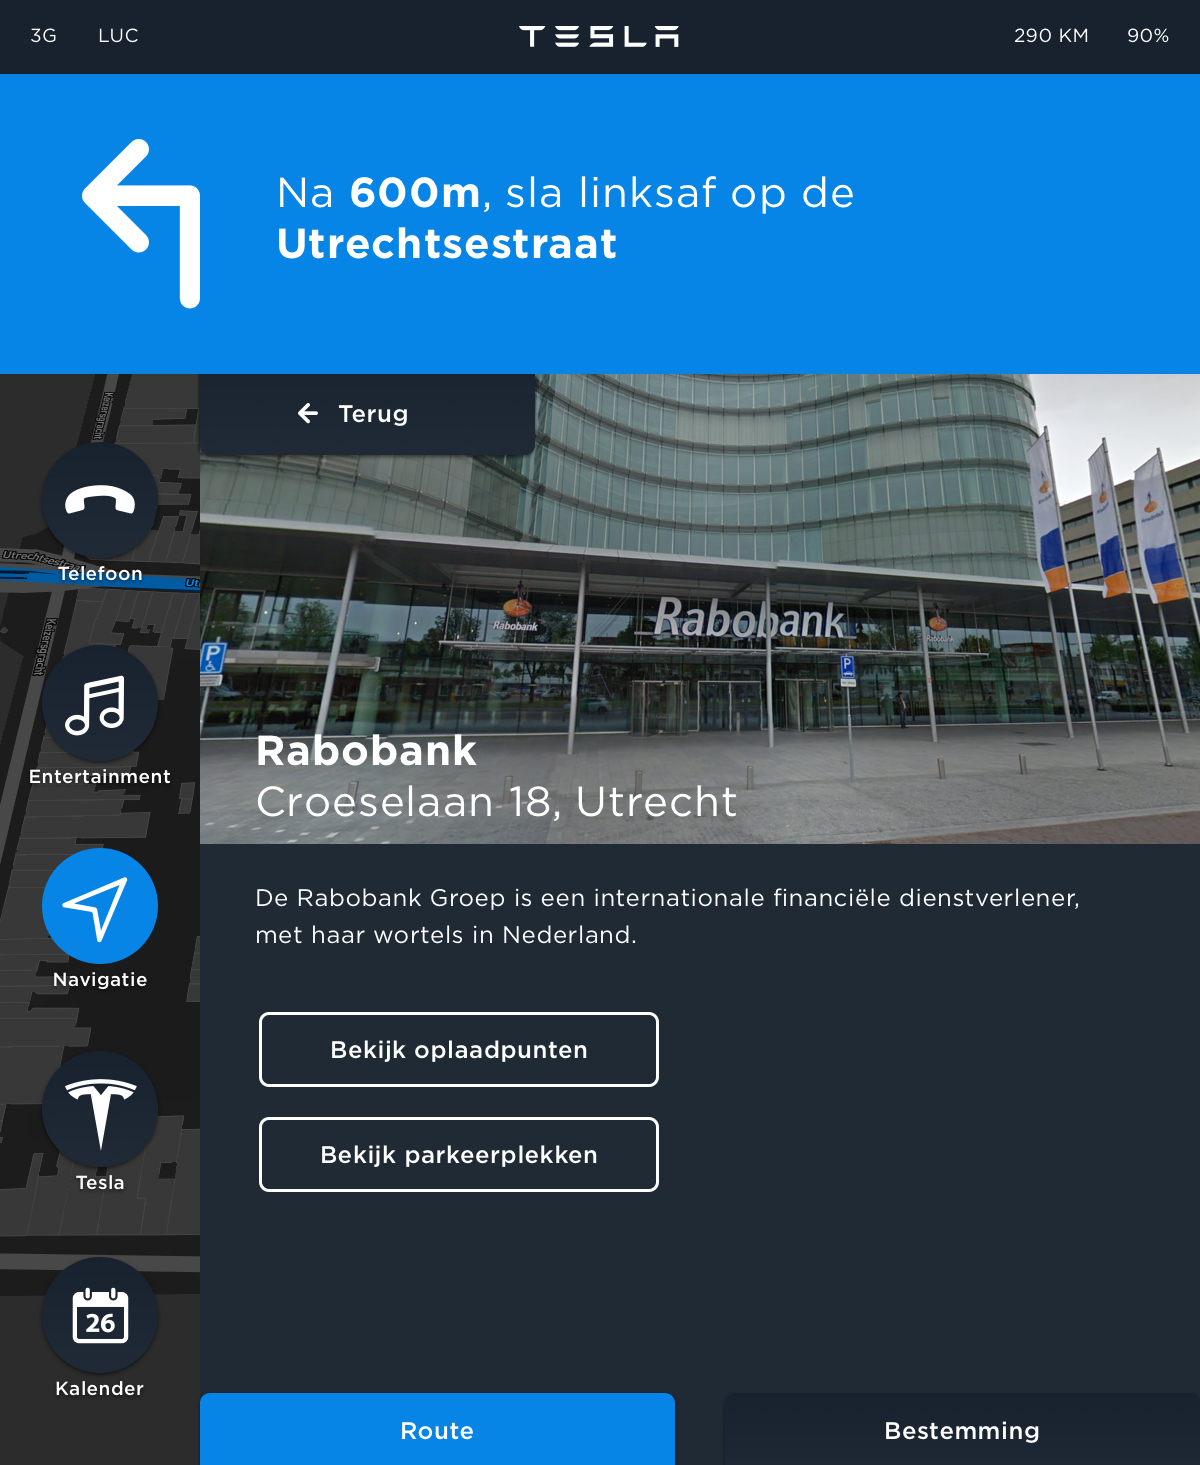 3G LUC TESLA 290 KM 90%
Na 600m, sla linksaf op de
Utrechtsestraat
Terug
Keizersgracht
Utrechtsestra
Telefoon
Ut
Keizersgracht
Entertainment
Navigatie
Tesla
26
Kalender
Rabobank
Rabobank
Rabobank
P
P
Rabobank
Croeselaan 18, Utrecht
De Rabobank Groep is een internationale financiële dienstverlener,
met haar wortels in Nederland.
Bekijk oplaadpunten
Bekijk parkeerplekken
Route
Bestemming